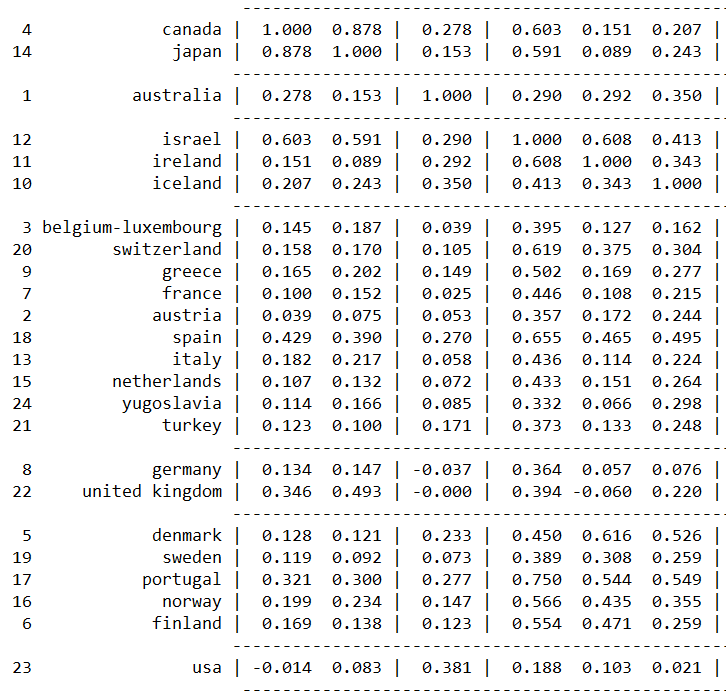 ------------------------------------------------
4 canada | 1.000 0.878 | 0.278 | 0.603 0.151 0.207 |
14 japan | 0.878 1.000 | 0.153 | 0.591 0.089 0.243 |
-------------------------------------------------
1 australia | 0.278 0.153 | 1.000 | 0.290 0.292 0.350 |
-------------------------------------------------
12 israel | 0.603 0.591 | 0.290 | 1.000 0.608 0.413 |
11 ireland | 0.151 0.089 | 0.292 | 0.608 1.000 0.343 |
10 iceland | 0.207 0.243 | 0.350 | 0.413 0.343 1.000 |
-------------------------------------------------
3 belgium-luxembourg | 0.145 0.187 | 0.039 | 0.395 0.127 0.162 |
20 switzerland | 0.158 0.170 | 0.105 | 0.619 0.375 0.304 |
9 greece | 0.165 0.202 | 0.149 | 0.502 0.169 0.277 |
7 france | 0.100 0.152 | 0.025 | 0.446 0.108 0.215 |
2 austria | 0.039 0.075 | 0.053 | 0.357 0.172 0.244 |
18 spain | 0.429 0.390 | 0.270 | 0.655 0.465 0.495 |
13 italy | 0.182 0.217 | 0.058 | 0.436 0.114 0.224 |
15 netherlands | 0.107 0.132 | 0.072 | 0.433 0.151 0.264 |
24 yugoslavia | 0.114 0.166 | 0.085 | 0.332 0.066 0.298 |
21 turkey | 0.123 0.100 | 0.171 | 0.373 0.133 0.248 |
-------------------------------------------------
8 germany | 0.134 0.147 | -0.037 | 0.364 0.057 0.076 |
22 united kingdom | 0.346 0.493 | -0.000 | 0.394 -0.060 0.220 |
-------------------------------------------------
5 denmark | 0.128 0.121 | 0.233 | 0.450 0.616 0.526 |
19 sweden | 0.119 0.092 | 0.073 | 0.389 0.308 0.259 |
17 portugal | 0.321 0.300 | 0.277 | 0.750 0.544 0.549 |
16 norway | 0.199 0.234 | 0.147 | 0.566 0.435 0.355 |
6 finland | 0.169 0.138 | 0.123 | 0.554 0.471 0.259 |
-------------------------------------------------
23 usa | -0.014 0.083 | 0.381 | 0.188 0.103 0.021 |
------------------------------------------------